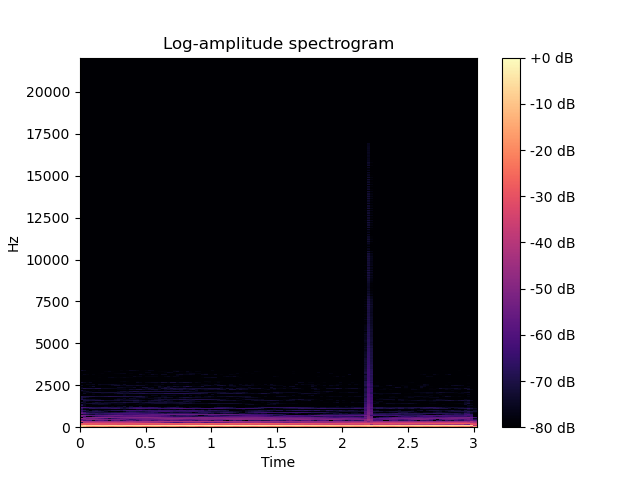 Log-amplitude spectrogram
Hz
20000
17500
15000
12500
10000
7500
5000
2500
0
0 0.5 1 1.5 2 2.5 3
Time
+0 dB
-10 dB
-20 dB
-30 dB
-40 dB
-50 dB
-60 dB
-70 dB
-80 dB